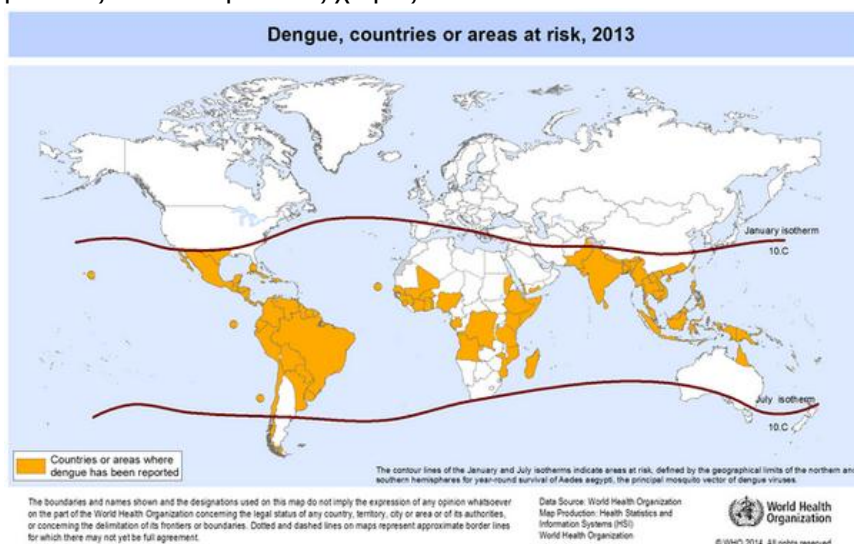 Dengue, countries or areas at risk, 2013
January isotherm
10.C
July isotherm
10.C
Countries or areas where
dengue has been reported
The contour lines of the January and July isotherms indicate areas at risk, defined by the geographical limits of the northern and
southern hemispheres for year-round survival of Aedes aegypti, the principal mosquito vector of dengue viruses.
The boundaries and names shown and the designations used on this map do not imply the expression of any opinion whatsoever
on the part of the World Health Organization concerning the legal status of any country, territory, city or area or of its authorities,
or concerning the delimitation of its frontiers or boundaries. Dotted and dashed lines on maps represent approximate border lines
for which there may not yet be full agreement.
Data Source: World Health Organization
Map Production: Health Statistics and
Information Systems (HSI)
World Health Organization
World Health
Organization
© WHO 2014. All rights reserved